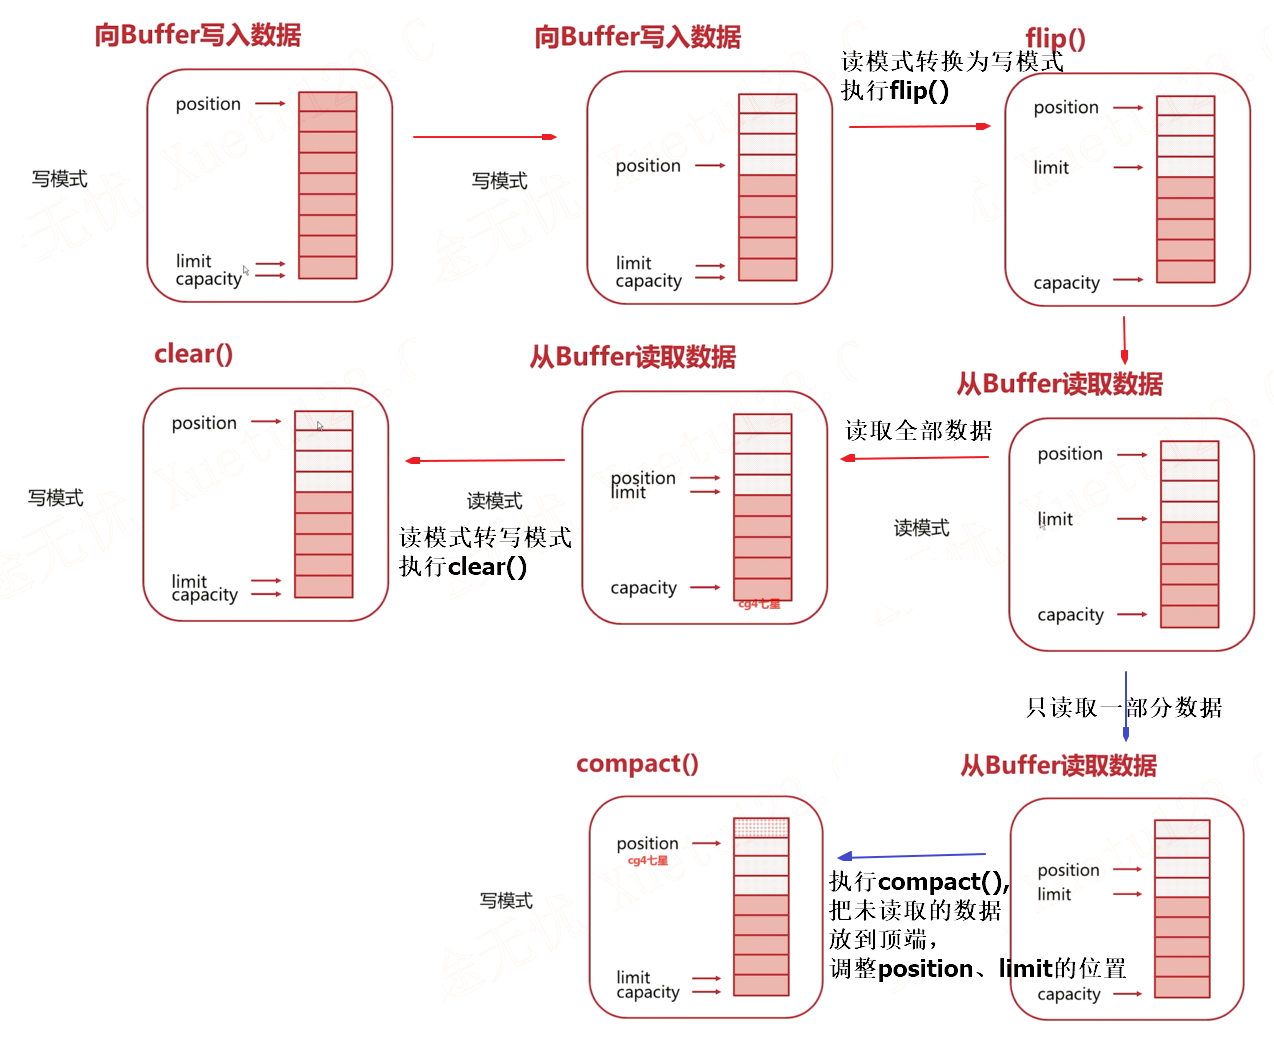 向Buffer写入数据
写模式
position
limit
capacity
向Buffer写入数据
写模式
position
limit
capacity
读模式转换为写模式
执行flip()
flip()
position
limit
capacity
从Buffer读取数据
读模式
position
limit
capacity
读取全部数据
从Buffer读取数据
读模式
position
limit
capacity
cg4七星
读模式转写模式
执行clear()
clear()
写模式
position
limit
capacity
只读取一部分数据
从Buffer读取数据
position
limit
capacity
执行compact(),
把未读取的数据
放到顶端，
调整position、limit的位置
compact()
写模式
position
cg4七星
limit
capacity